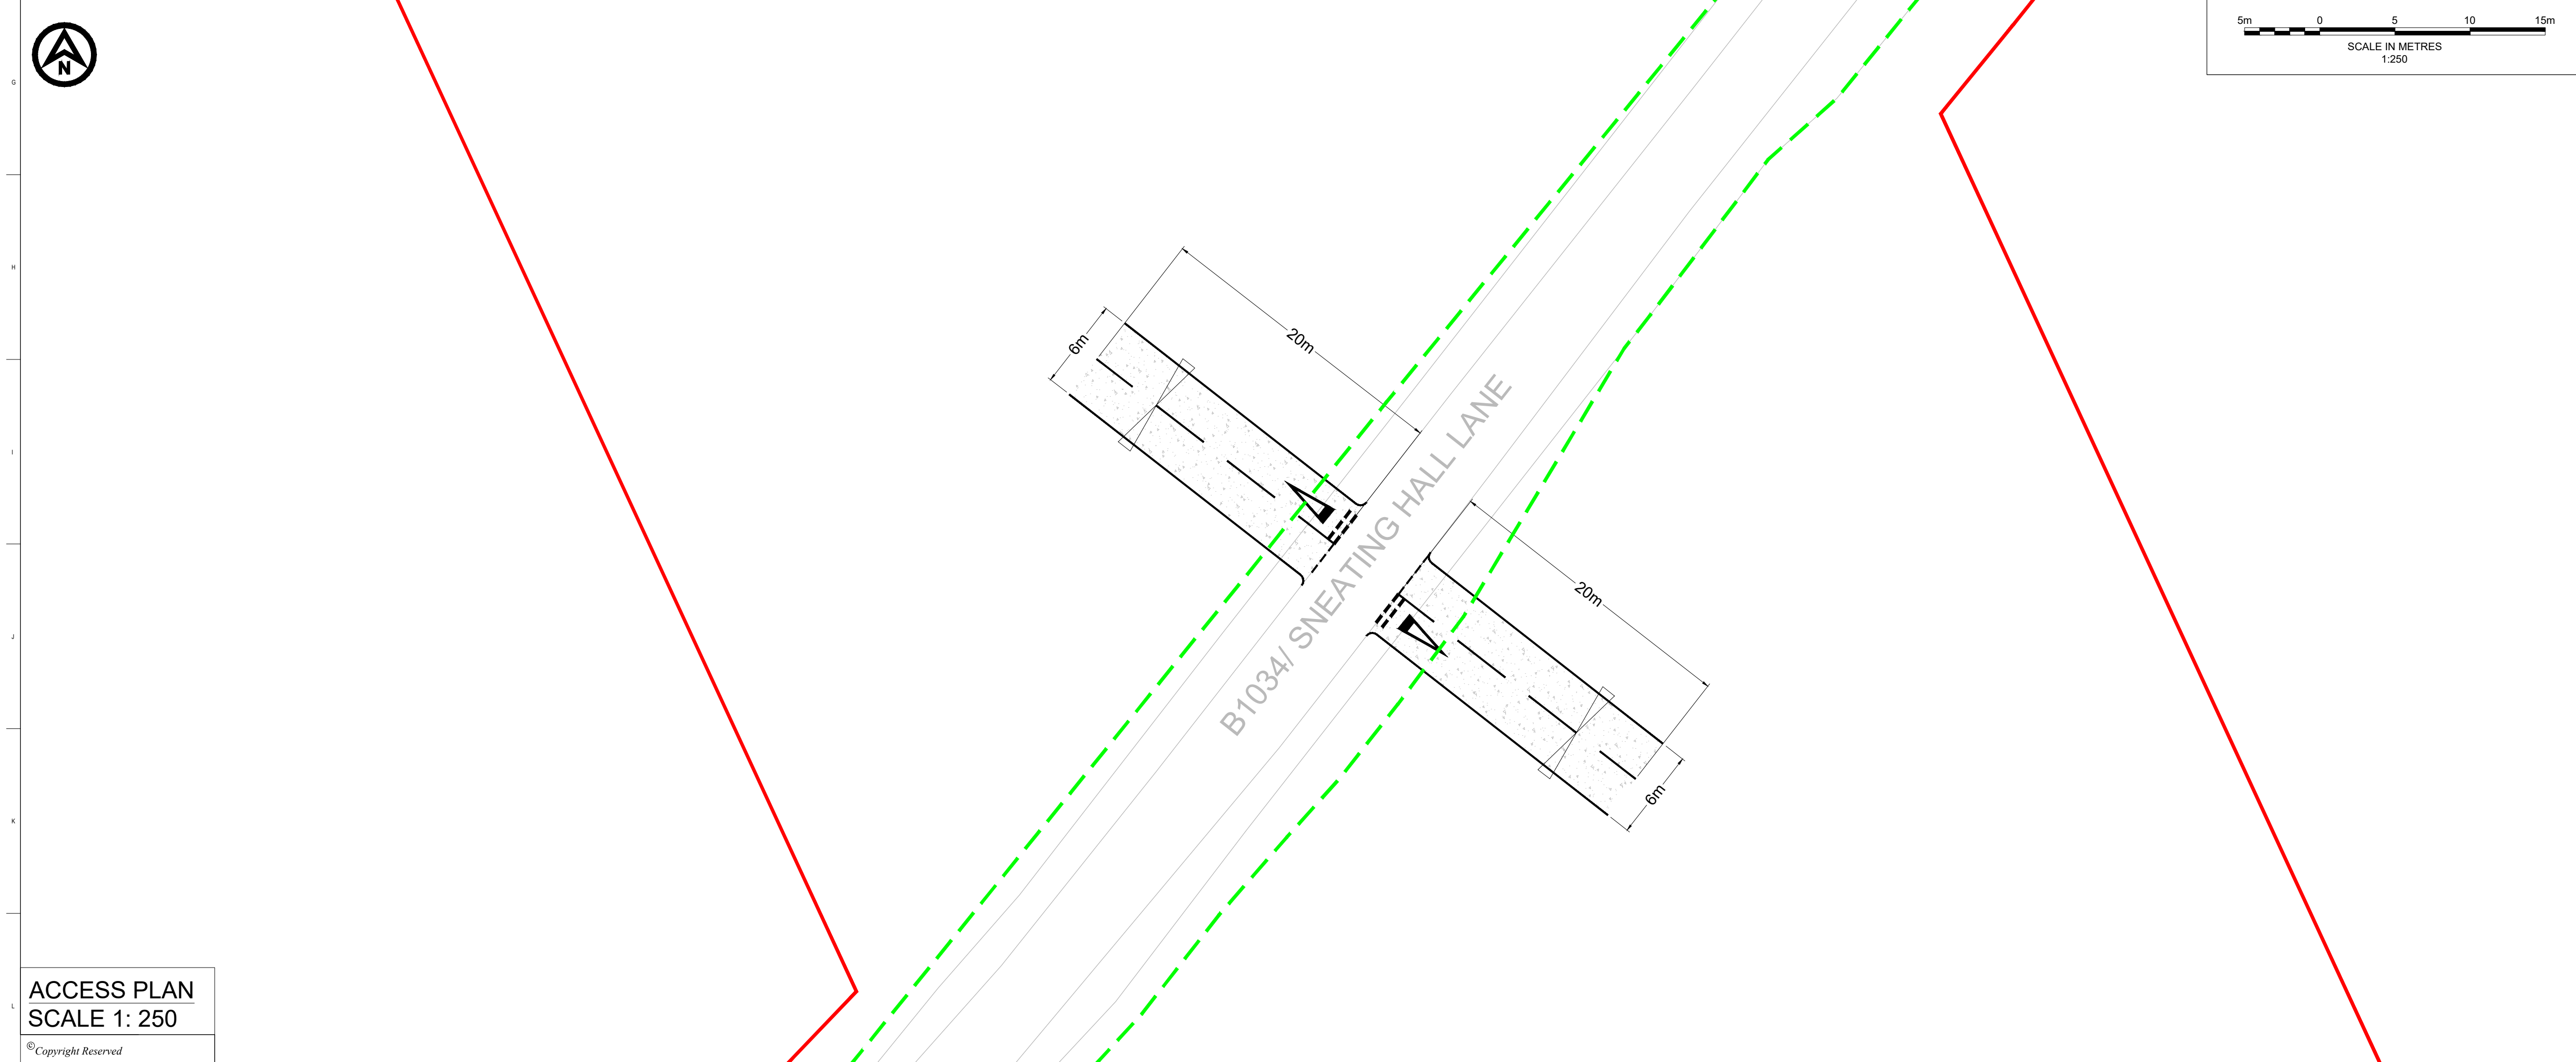 N
5m 0 5 10 15m
SCALE IN METRES
1:250
G
H
I
J
K
L
20m
6m
B1034/ SNEATING HALL LANE
20m
6m
ACCESS PLAN
SCALE 1: 250
©Copyright Reserved